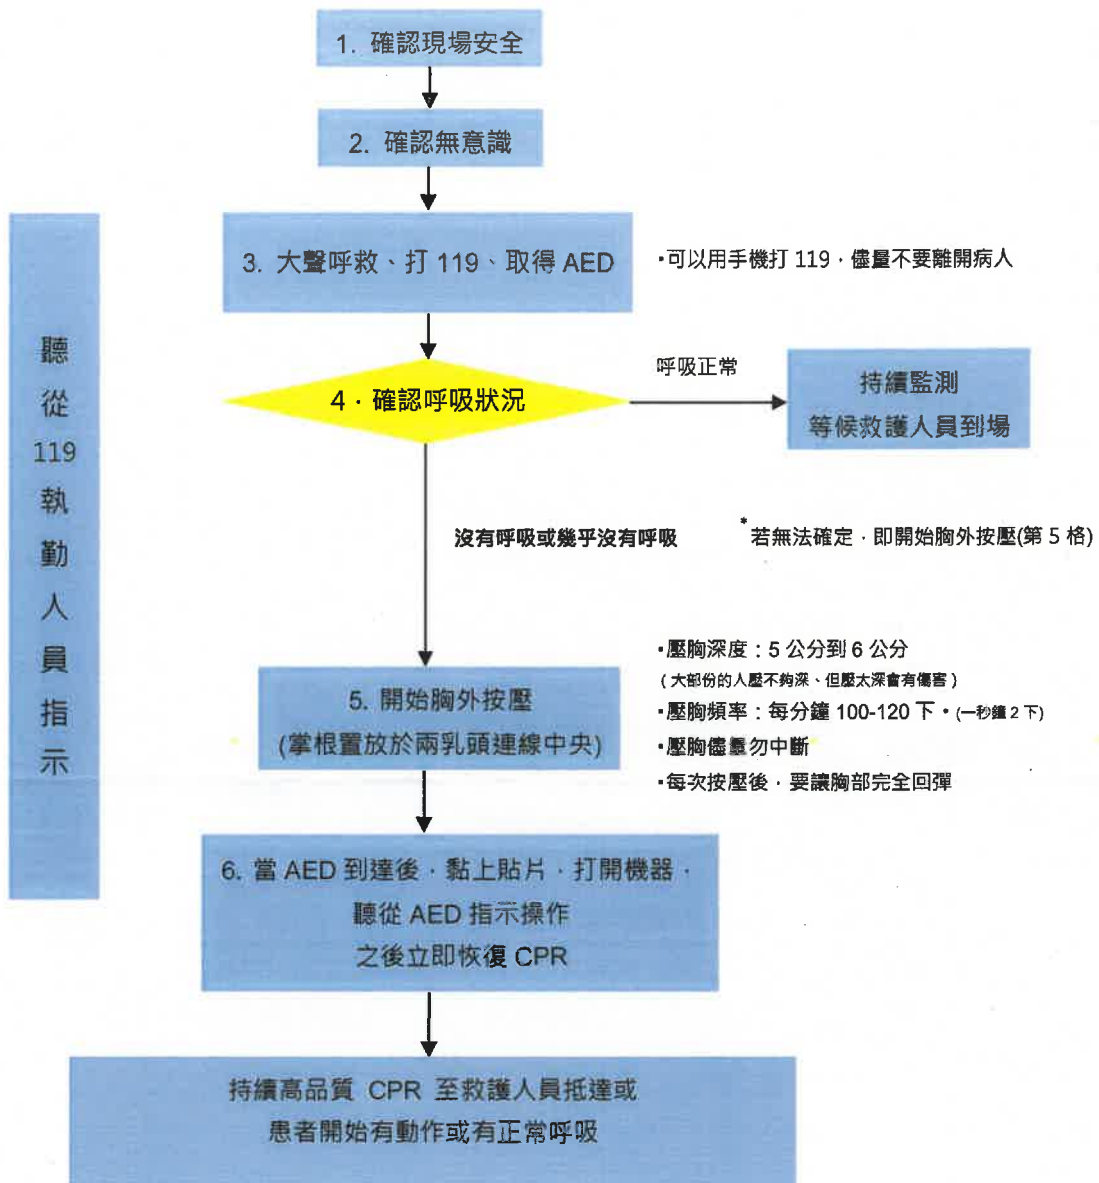 1. 確認現場安全
2. 確認無意識
3. 大聲呼救、打 119、取得 AED
•可以用手機打 119，儘量不要離開病人
4．確認呼吸狀況
呼吸正常
持續監測
等候救護人員到場
聽
從
119
執
勤
人
員
指
示
沒有呼吸或幾乎沒有呼吸
*若無法確定，即開始胸外按壓(第 5 格)
5. 開始胸外按壓
(掌根置放於兩乳頭連線中央)
•壓胸深度：5 公分到 6 公分
（大部份的人壓不夠深、但壓太深會有傷害）
•壓胸頻率：每分鐘 100-120 下。(一秒鐘 2 下)
•壓胸儘量勿中斷
•每次按壓後，要讓胸部完全回彈
6. 當 AED 到達後，黏上貼片，打開機器，
聽從 AED 指示操作
之後立即恢復 CPR
持續高品質 CPR 至救護人員抵達或
患者開始有動作或有正常呼吸